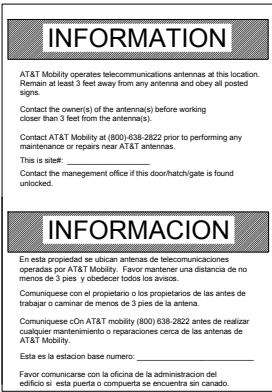 INFORMATION
AT&T Mobility operates telecommunications antennas at this location.
Remain at least 3 feet away from any antenna and obey all posted
signs.
Contact the owner(s) of the antenna(s) before working
closer than 3 feet from the antenna(s).
Contact AT&T Mobility at (800)-638-2822 prior to performing any
maintenance or repairs near AT&T antennas.
This is site#: ____________________
Contact the manegement office if this door/hatch/gate is found
unlocked.
INFORMACION
En esta propiedad se ubican antenas de telecomunicaciones
operadas por AT&T Mobility. Favor mantener una distancia de no
menos de 3 pies y obedecer todos los avisos.
Comuniquese con el propietario o los propietarios de las antes de
trabajar o caminar de menos de 3 pies de la antena.
Comuniquese cOn AT&T mobility (800) 638-2822 antes de realizar
cualquier mantenimiento o reparaciones cerca de las antenas de
AT&T Mobility.
Esta es la estacion base numero: ____________________
Favor comunicarse con la oficina de la administracion del
edificio si esta puerta o compuerta se encuentra sin canado.